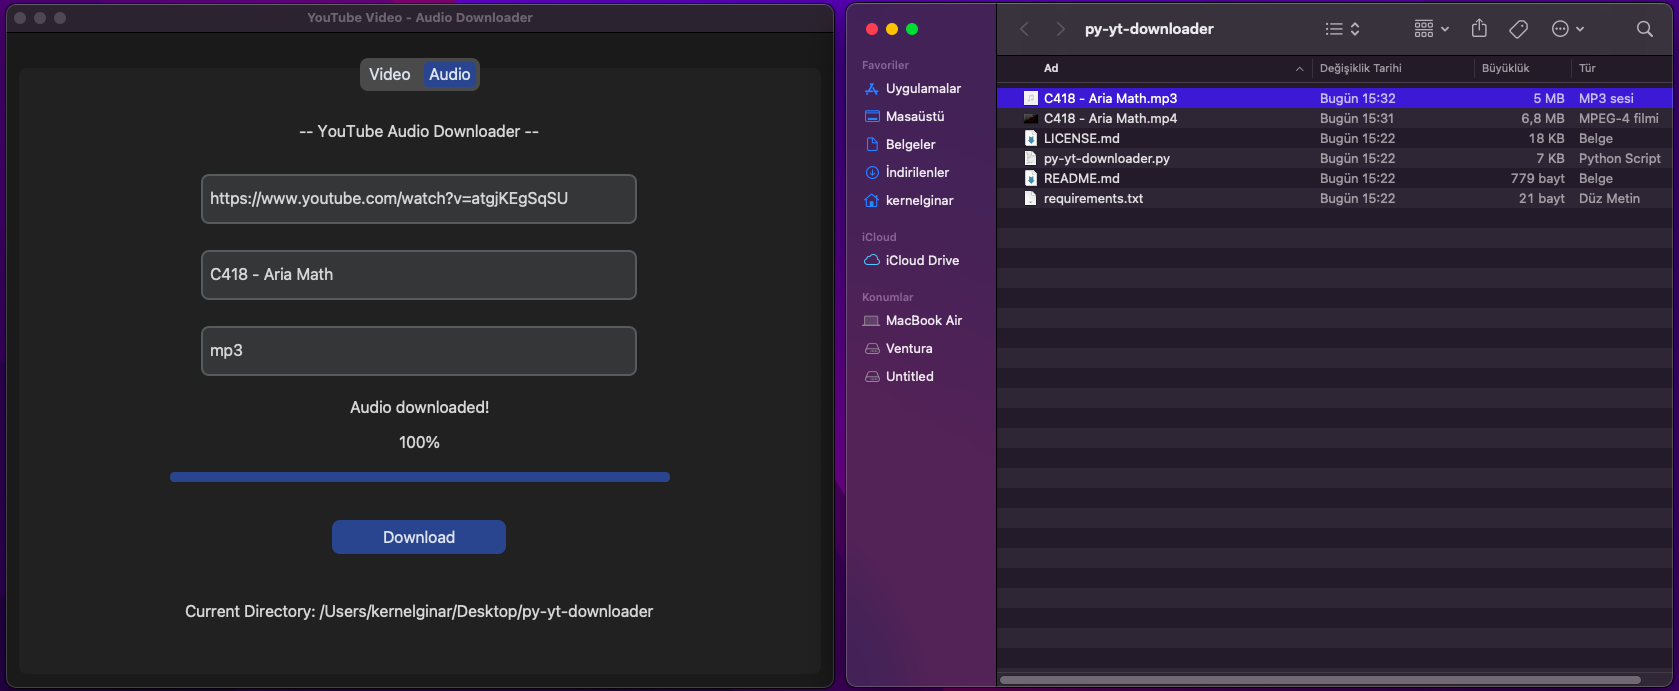 YouTube Video - Audio Downloader
Video Audio
-- YouTube Audio Downloader --
https://www.youtube.com/watch?v=atgjKEgSqSU
C418 - Aria Math
mp3
Audio downloaded!
100%
Download
Current Directory: /Users/kernelginar/Desktop/py-yt-downloader
Favoriler
Uygulamalar
Masaüstü
Belgeler
İndirilenler
kernelginar
iCloud
iCloud Drive
Konumlar
MacBook Air
Ventura
Untitled
py-yt-downloader
Ad Değişiklik Tarihi Büyüklük Tür
C418 - Aria Math.mp3 Bugün 15:32 5 MB MP3 sesi
C418 - Aria Math.mp4 Bugün 15:31 6,8 MB MPEG-4 filmi
LICENSE.md Bugün 15:22 18 KB Belge
py-yt-downloader.py Bugün 15:22 7 KB Python Script
README.md Bugün 15:22 779 bayt Belge
requirements.txt Bugün 15:22 21 bayt Düz Metin